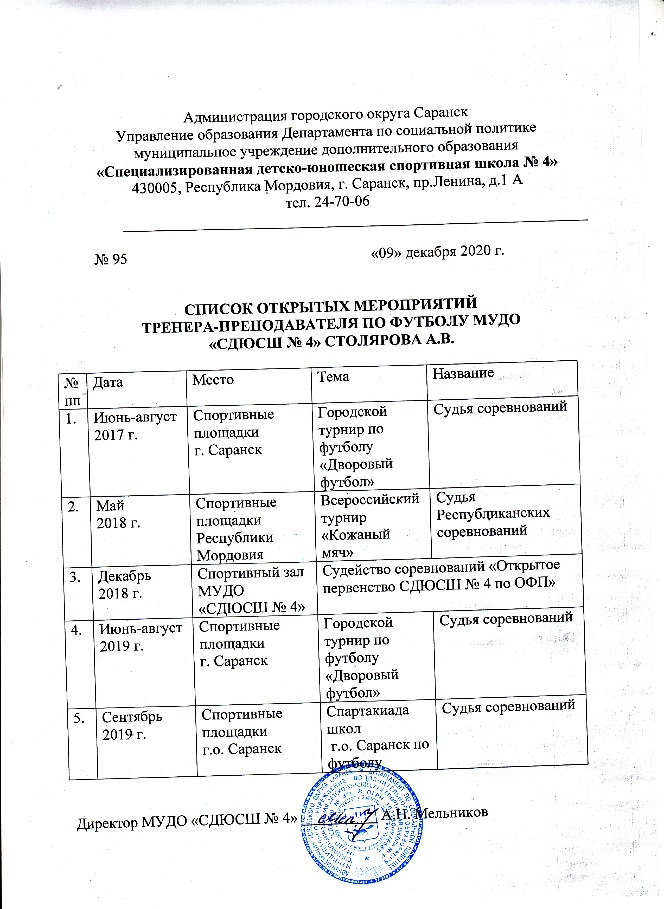 Администрация городского округа Саранск
Управление образования Департамента по социальной политике
муниципальное учреждение дополнительного образования
«Специализированная детско-юношеская спортивная школа № 4»
430005, Республика Мордовия, г. Саранск, пр.Ленина, д.1 А
тел. 24-70-06
№ 95 «09» декабря 2020 г.
СПИСОК ОТКРЫТЫХ МЕРОПРИЯТИЙ
ТРЕНЕРА-ПРЕПОДАВАТЕЛЯ ПО ФУТБОЛУ МУДО
«СДЮСШ № 4» СТОЛЯРОВА А.В.
№ пп Дата Место Тема Название
1. Июнь-август 2017 г.
Спортивные площадки г. Саранск
Городской турнир по футболу «Дворовый футбол»
Судья соревнований
2. Май 2018 г.
Спортивные площадки Республики Мордовия
Всероссийский турнир «Кожаный мяч»
Судья Республиканских соревнований
3. Декабрь 2018 г.
Спортивный зал МУДО «СДЮСШ № 4»
Судейство соревнований «Открытое первенство СДЮСШ № 4 по ОФП»
4. Июнь-август 2019 г.
Спортивные площадки г. Саранск
Городской турнир по футболу «Дворовый футбол»
Судья соревнований
5. Сентябрь 2019 г.
Спортивные площадки г.о. Саранск
Спартакиада школ г.о. Саранск по футболу
Судья соревнований
Директор МУДО «СДЮСШ № 4» А.Н. Мельников